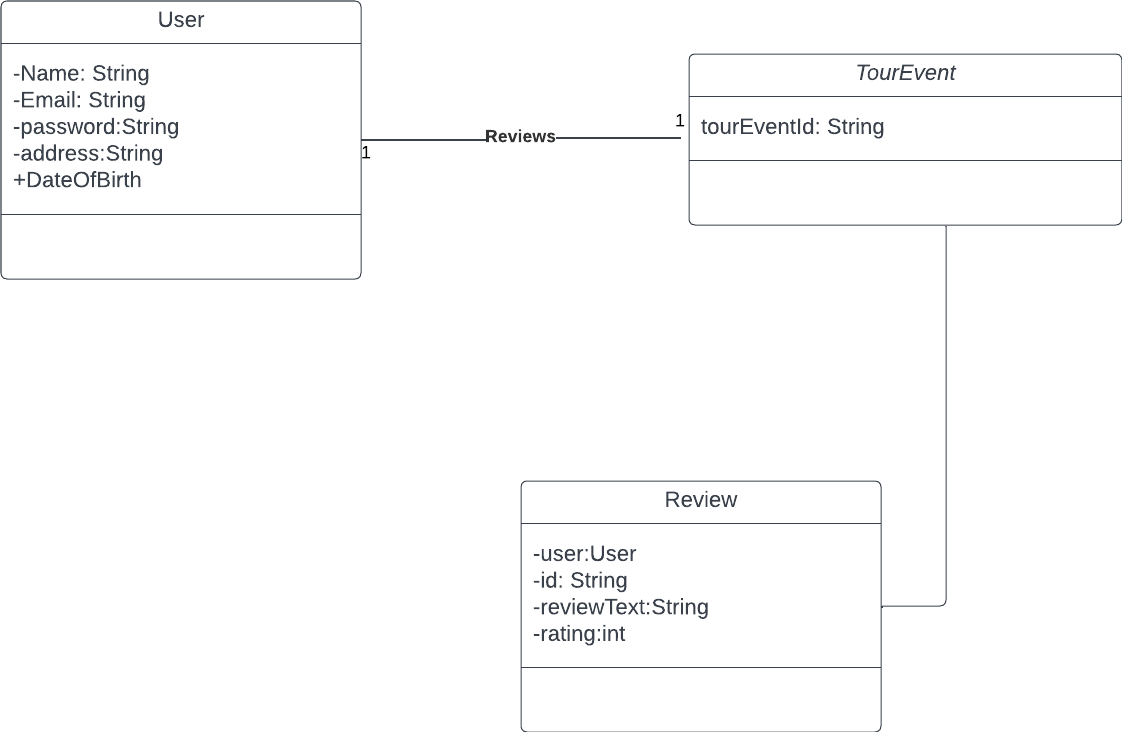 User
-Name: String
-Email: String
-password:String
-address:String
+DateOfBirth
1
Reviews
1
TourEvent
tourEventId: String
Review
-user:User
-id: String
-reviewText:String
-rating:int